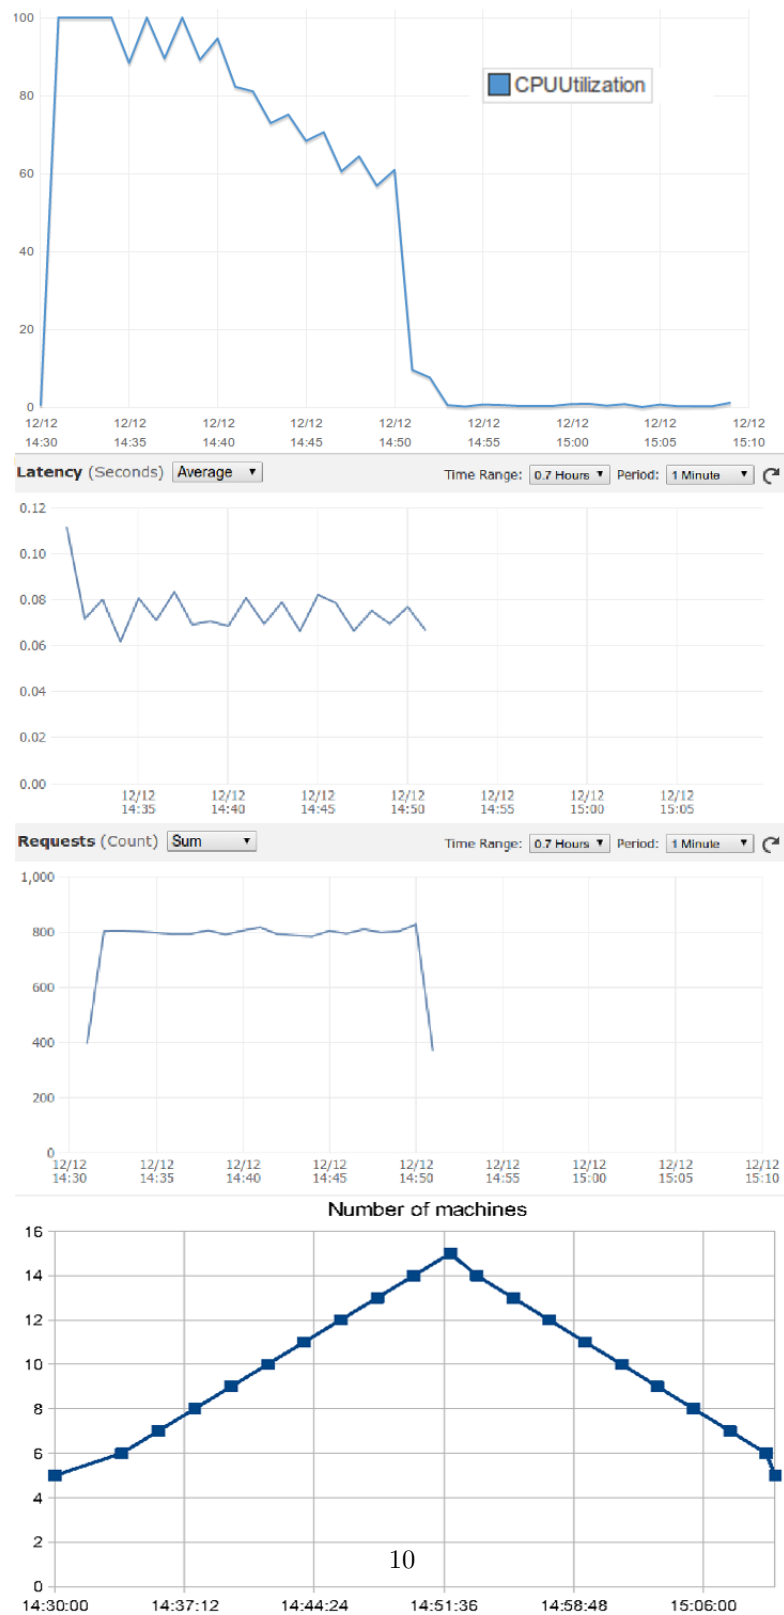 100
CPUUtilization
80
60
40
20
0
12/12 12/12 12/12 12/12 12/12 12/12 12/12 12/12 12/12
14:30 14:35 14:40 14:45 14:50 14:55 15:00 15:05 15:10
Latency (Seconds) Average Time Range: 0.7 Hours Period: 1 Minute
0.12
0.10
0.08
0.06
0.04
0.02
0.00
12/12 12/12 12/12 12/12 12/12 12/12 12/12
14:35 14:40 14:45 14:50 14:55 15:00 15:05
Requests (Count) Sum Time Range: 0.7 Hours Period: 1 Minute
1,000
800
600
400
200
0
12/12 12/12 12/12 12/12 12/12 12/12 12/12 12/12 12/12
14:30 14:35 14:40 14:45 14:50 14:55 15:00 15:05 15:10
Number of machines
16
14
12
10
8
6
4
2
10
0
14:30:00 14:37:12 14:44:24 14:51:36 14:58:48 15:06:00